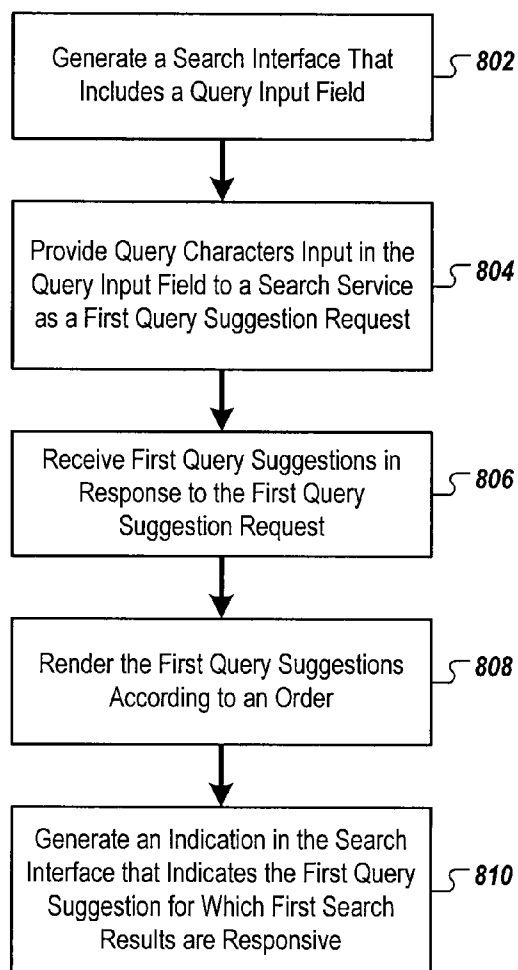 Generate a Search Interface That
Includes a Query Input Field
802
Provide Query Characters Input in the
Query Input Field to a Search Service
as a First Query Suggestion Request
804
Receive First Query Suggestions in
Response to the First Query
Suggestion Request
806
Render the First Query Suggestions
According to an Order
808
Generate an Indication in the Search
Interface that Indicates the First Query
Suggestion for Which First Search
Results are Responsive
810